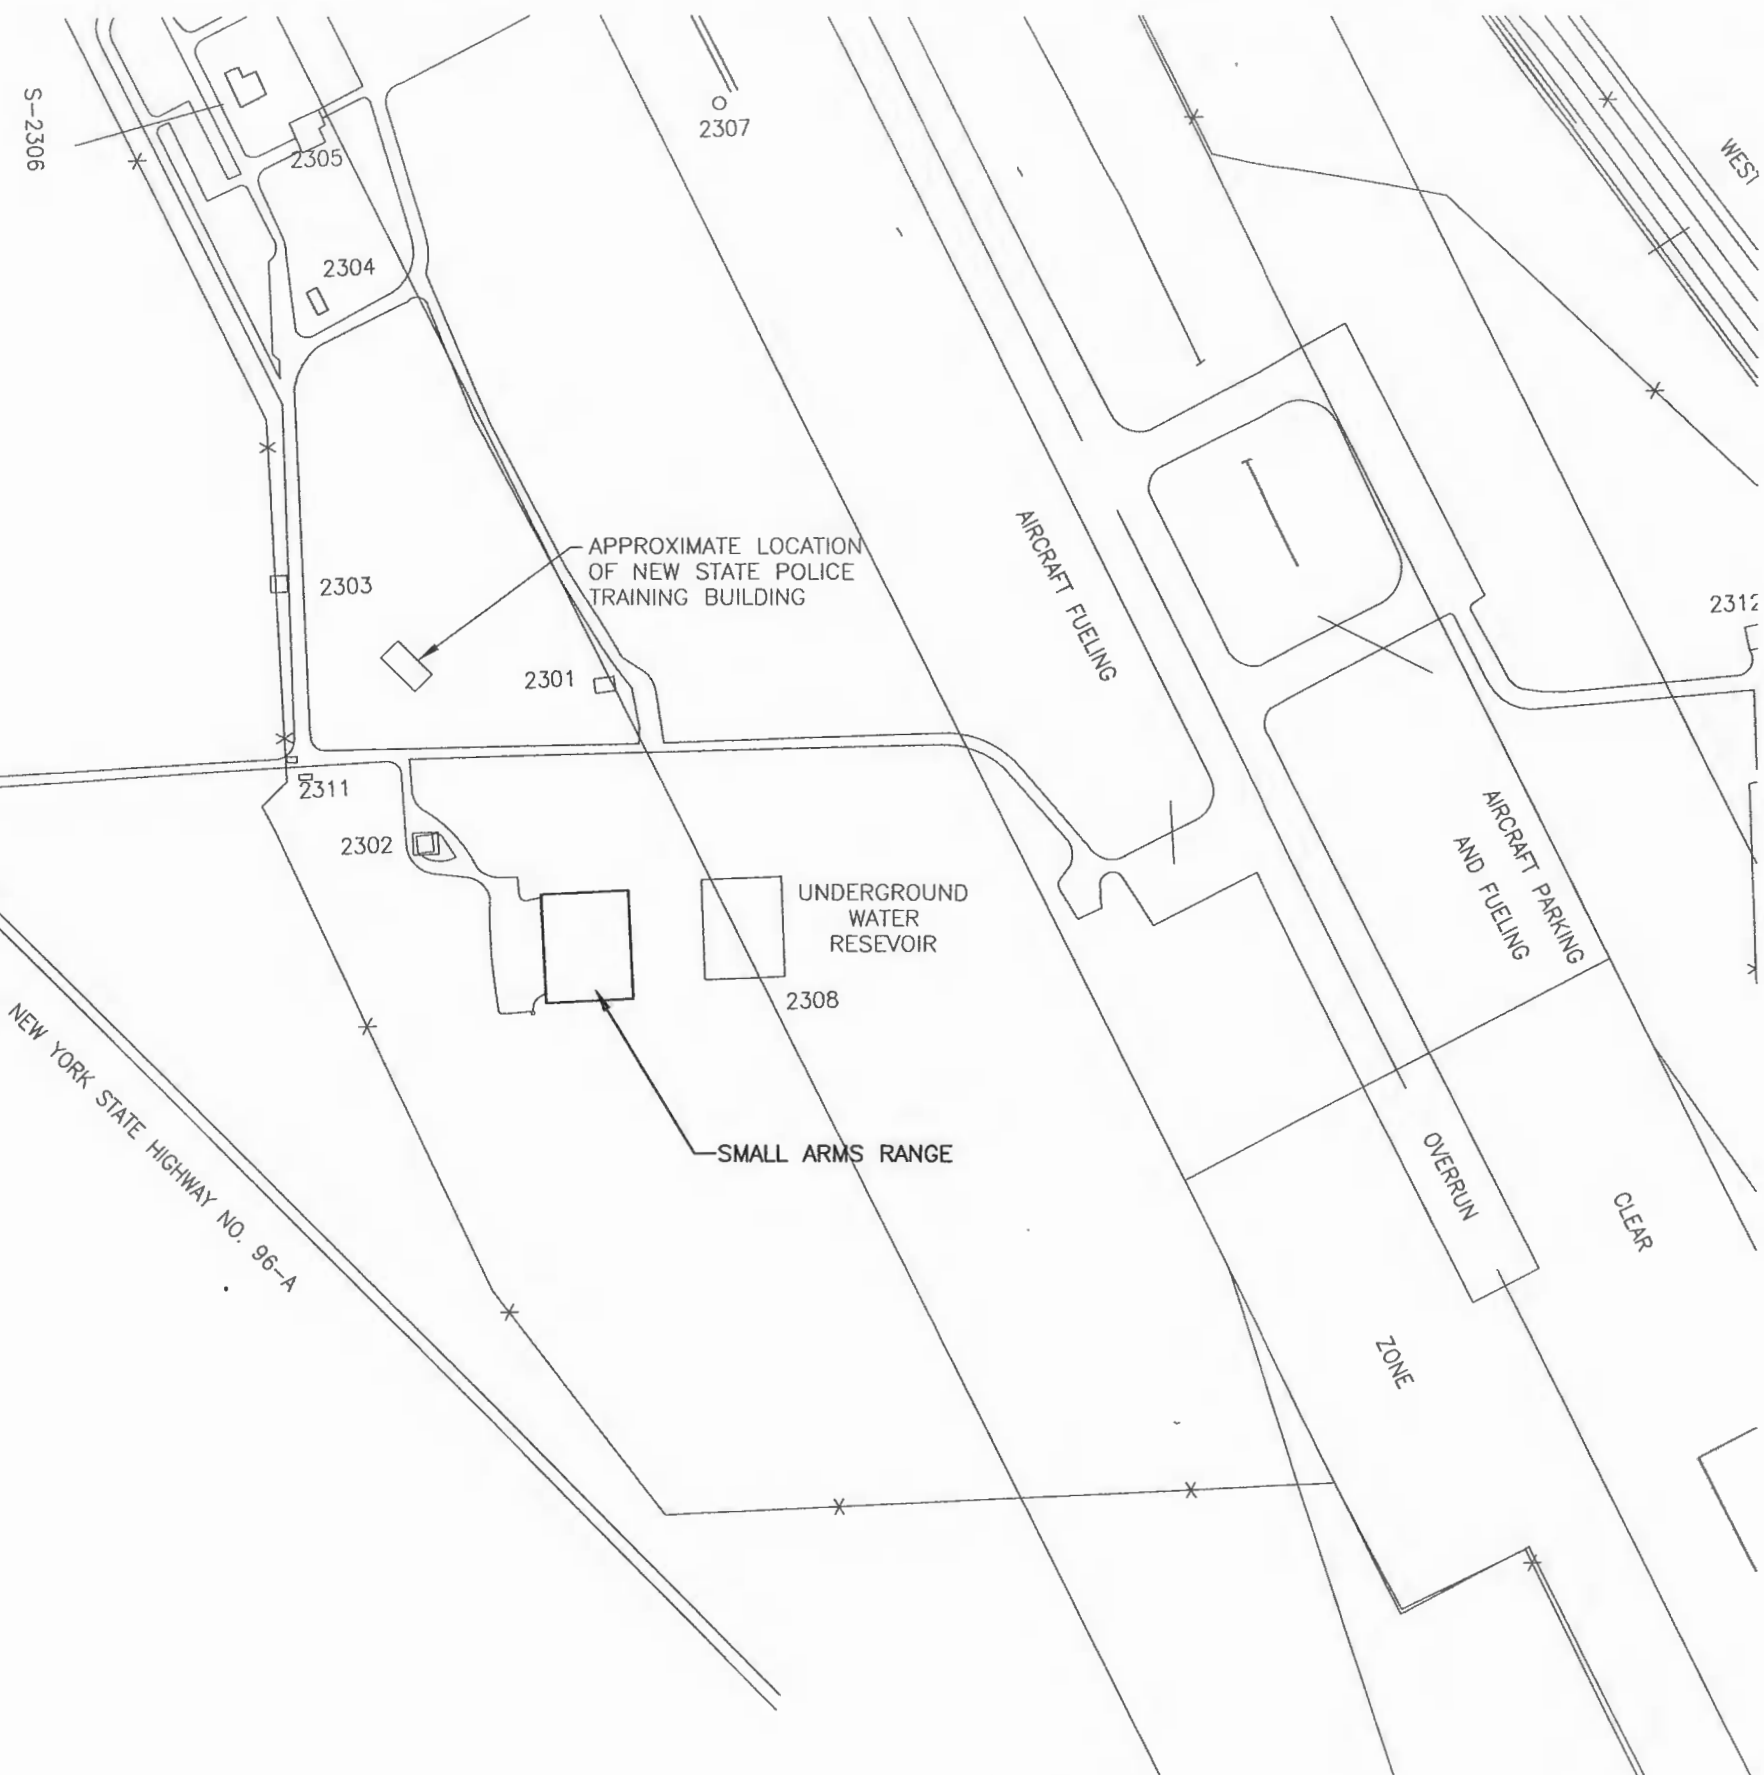 S-2306
2305
2307
WEST
2304
APPROXIMATE LOCATION
OF NEW STATE POLICE
TRAINING BUILDING
2303
2301
AIRCRAFT FUELING
2312
2311
2302
UNDERGROUND
WATER
RESEVOIR
2308
AIRCRAFT PARKING
AND FUELING
NEW YORK STATE HIGHWAY NO. 96-A
SMALL ARMS RANGE
OVERRUN
CLEAR
ZONE